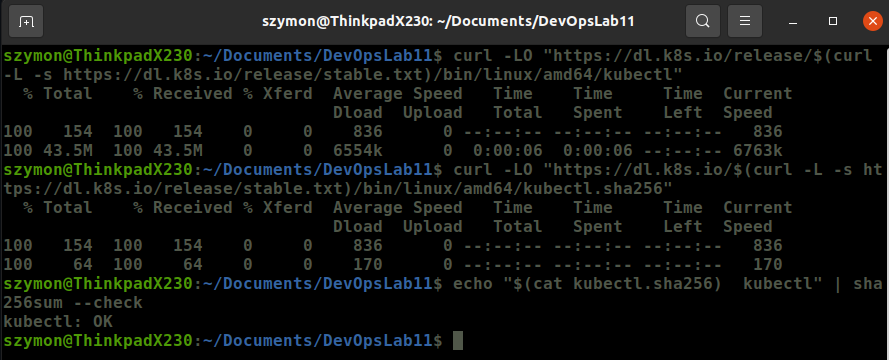 szymon@ThinkpadX230: ~/Documents/DevOpsLab11
szymon@ThinkpadX230:~/Documents/DevOpsLab11$ curl -LO "https://dl.k8s.io/release/$(curl
-L -s https://dl.k8s.io/release/stable.txt)/bin/linux/amd64/kubectl"
  % Total    % Received % Xferd  Average Speed   Time    Time     Time  Current
                                 Dload  Upload   Total   Spent    Left  Speed
100   154  100   154    0     0    836      0 --:--:-- --:--:-- --:--:--   836
100 43.5M  100 43.5M    0     0  6554k      0  0:00:06  0:00:06 --:--:-- 6763k
szymon@ThinkpadX230:~/Documents/DevOpsLab11$ curl -LO "https://dl.k8s.io/$(curl -L -s ht
tps://dl.k8s.io/release/stable.txt)/bin/linux/amd64/kubectl.sha256"
  % Total    % Received % Xferd  Average Speed   Time    Time     Time  Current
                                 Dload  Upload   Total   Spent    Left  Speed
100   154  100   154    0     0    836      0 --:--:-- --:--:-- --:--:--   836
100    64  100    64    0     0    170      0 --:--:-- --:--:-- --:--:--   170
szymon@ThinkpadX230:~/Documents/DevOpsLab11$ echo "$(cat kubectl.sha256)  kubectl" | sha
256sum --check
kubectl: OK
szymon@ThinkpadX230:~/Documents/DevOpsLab11$